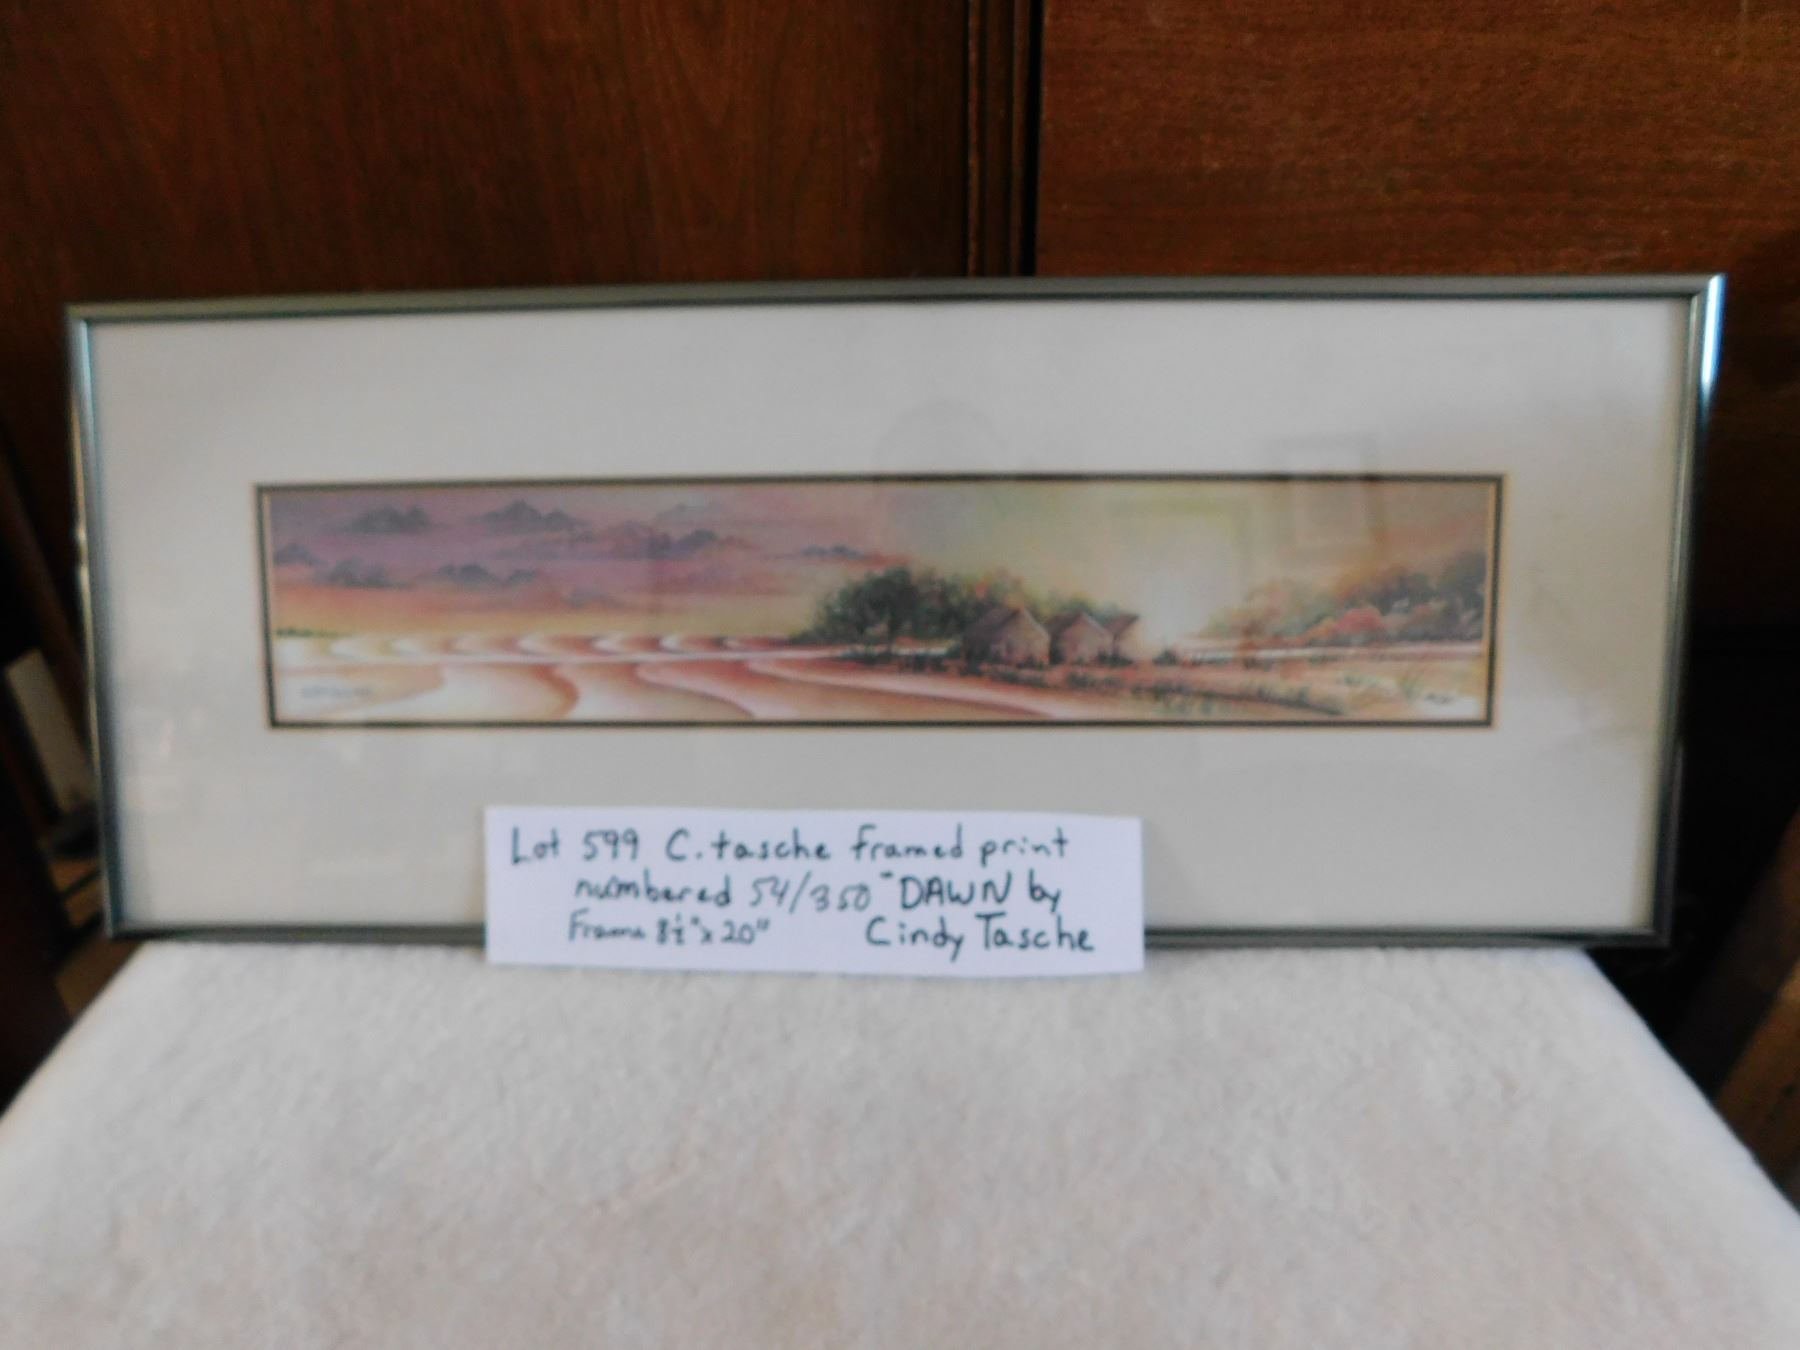 Lot 599 C. tasche framed print
numbered 54/350 - DAWN by
Frame 8½" x 20" Cindy Tasche